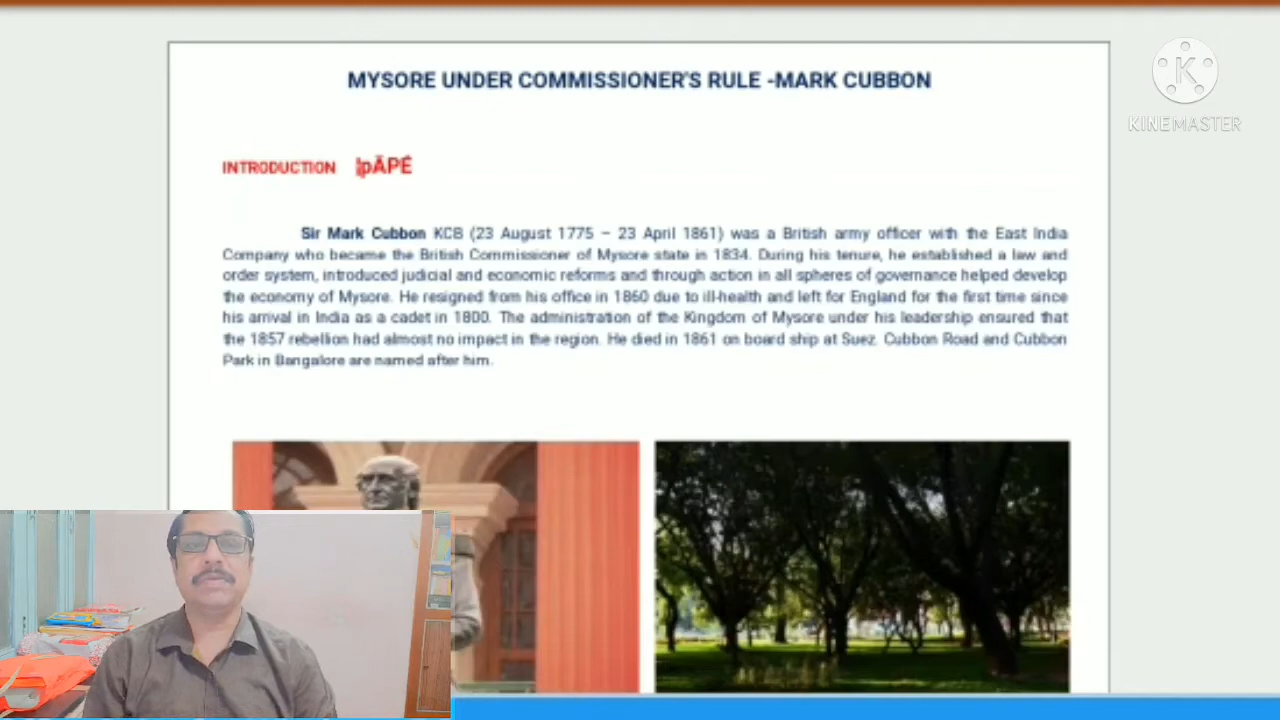 MYSORE UNDER COMMISSIONER'S RULE -MARK CUBBON
KINEMASTER
INTRODUCTION ¦pÃPÉ
Sir Mark Cubbon KCB (23 August 1775 – 23 April 1861) was a British army officer with the East India
Company who became the British Commissioner of Mysore state in 1834. During his tenure, he established a law and
order system, introduced judicial and economic reforms and through action in all spheres of governance helped develop
the economy of Mysore. He resigned from his office in 1860 due to ill-health and left for England for the first time since
his arrival in India as a cadet in 1800. The administration of the Kingdom of Mysore under his leadership ensured that
the 1857 rebellion had almost no impact in the region. He died in 1861 on board ship at Suez. Cubbon Road and Cubbon
Park in Bangalore are named after him.